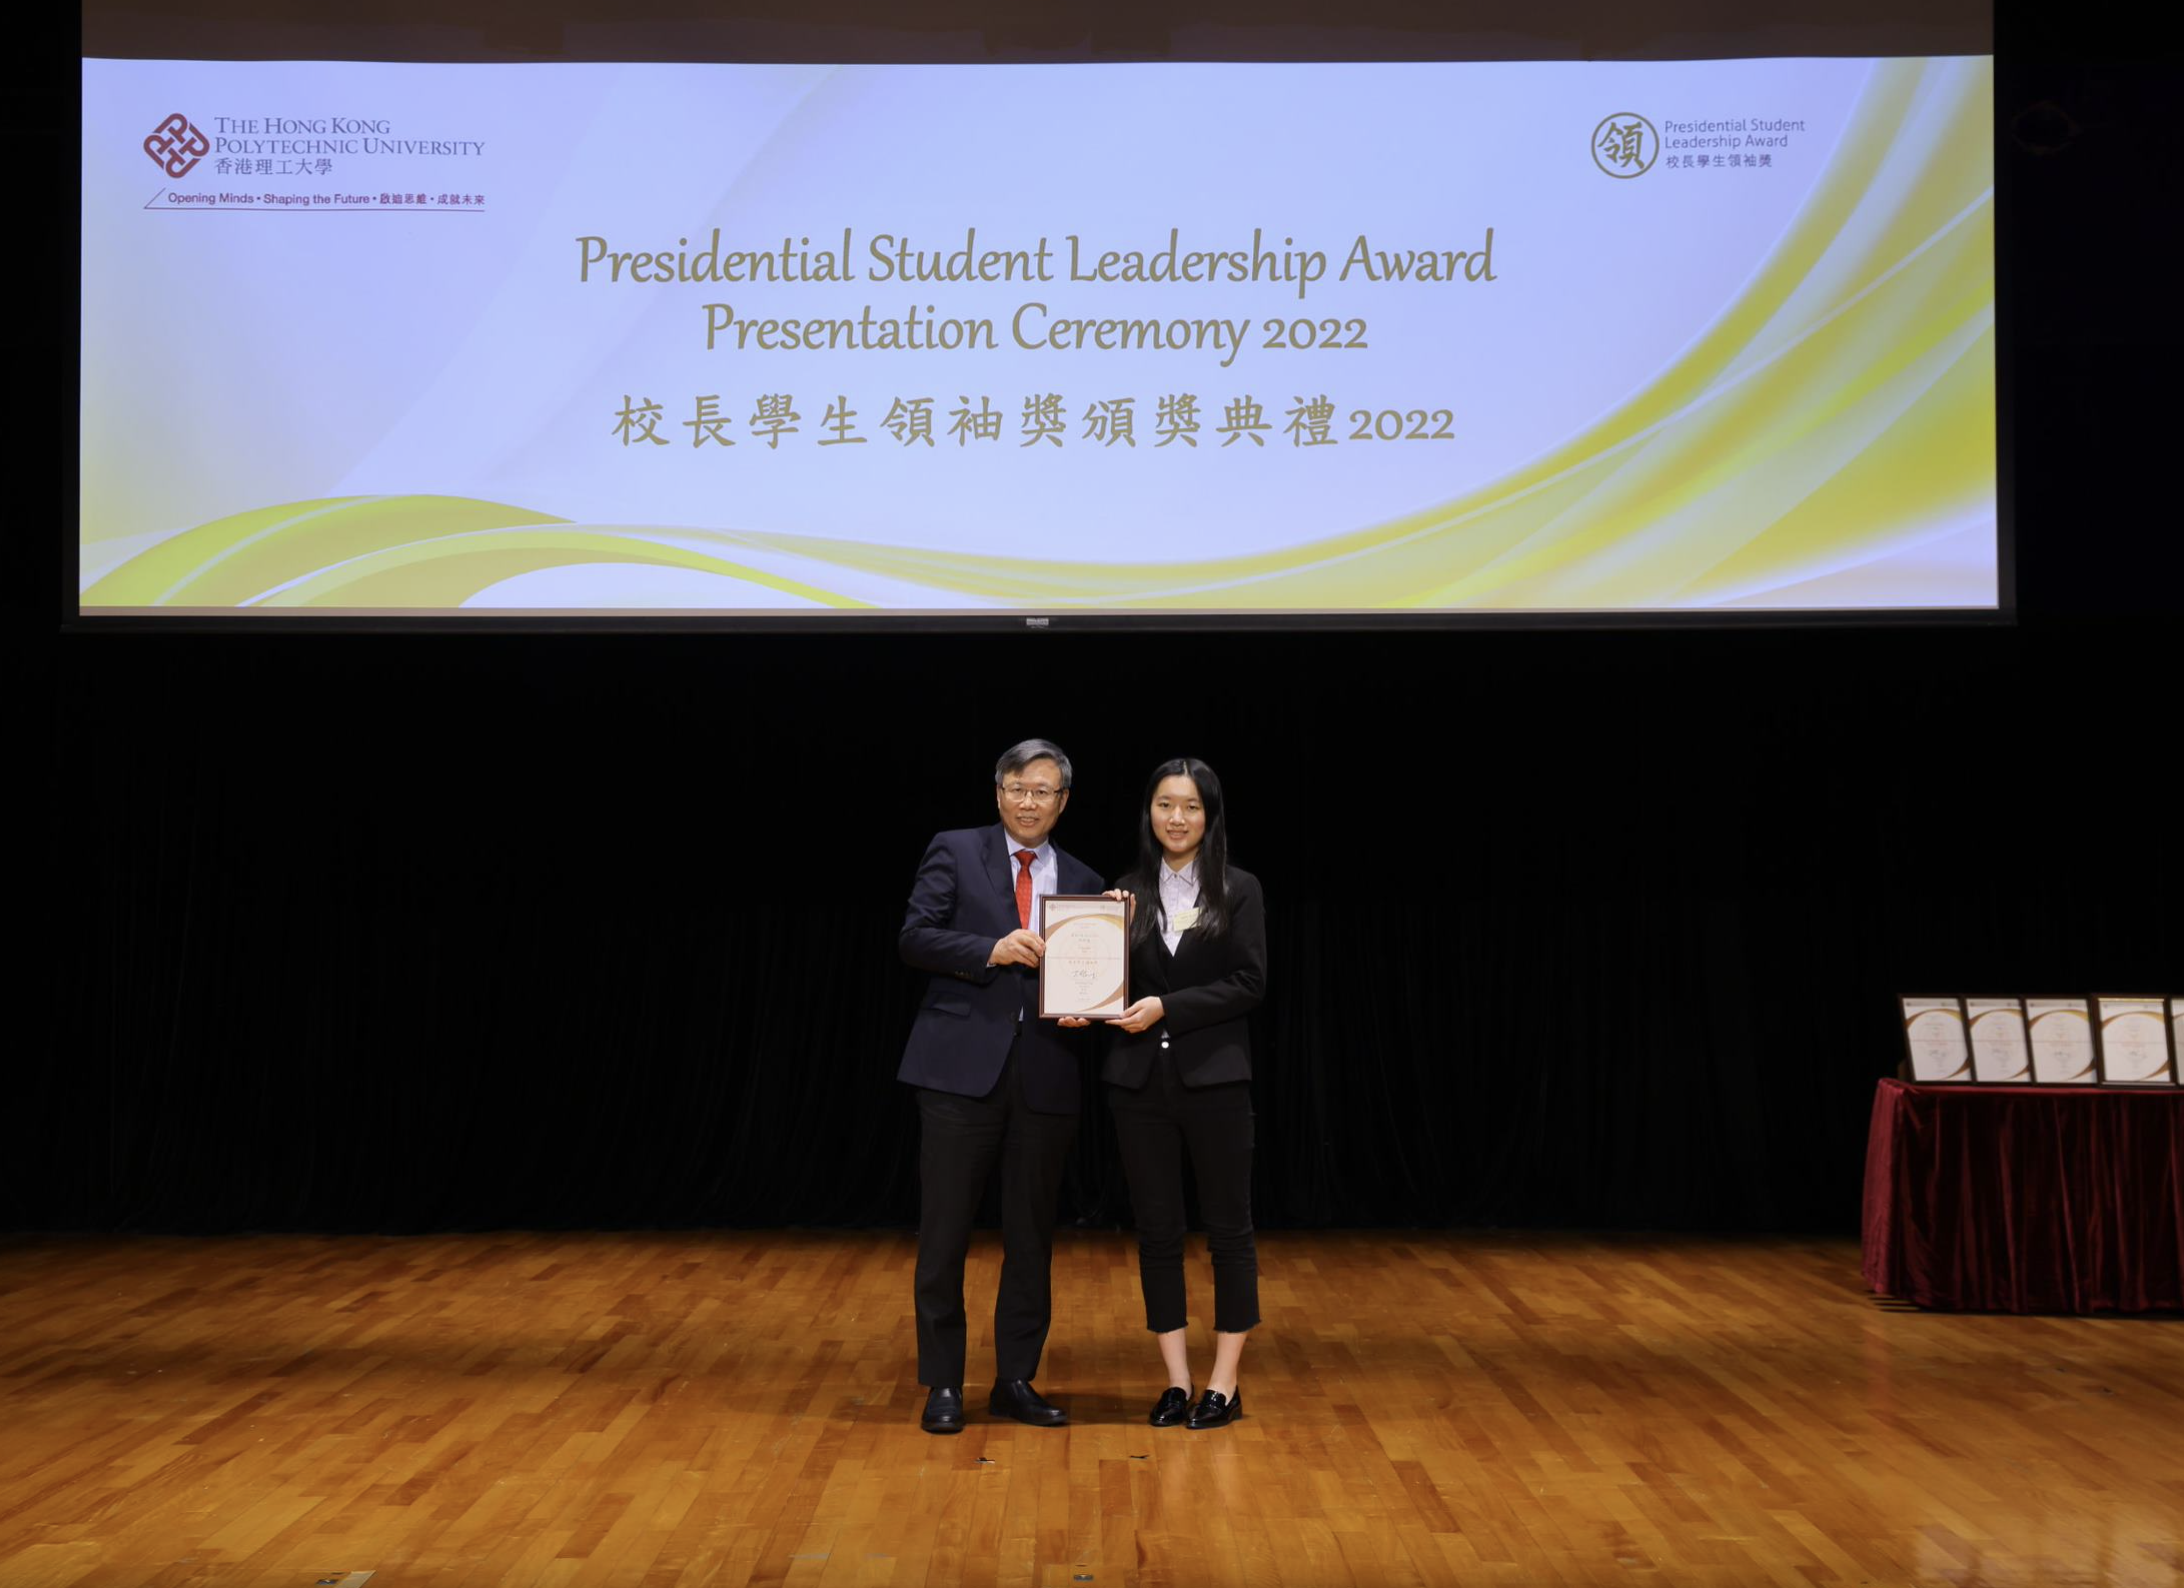 THE HONG KONG
POLYTECHNIC UNIVERSITY
香港理工大學
Opening Minds • Shaping the Future • 啟迪思維 • 成就未來
領
Presidential Student
Leadership Award
校長學生領袖獎
Presidential Student Leadership Award
Presentation Ceremony 2022
校長學生領袖獎頒獎典禮2022